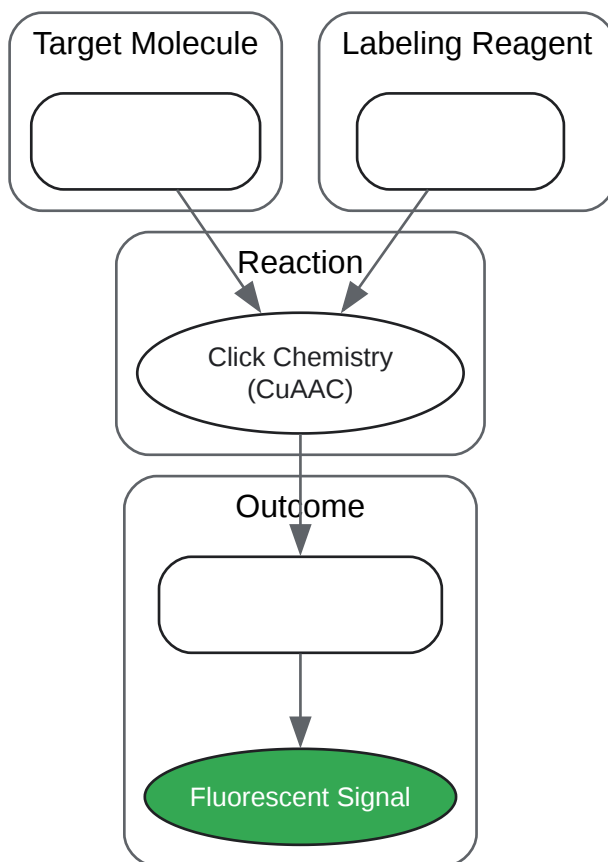 Target Molecule
Labeling Reagent
Reaction
Click Chemistry
(CuAAC)
Outcome
Fluorescent Signal